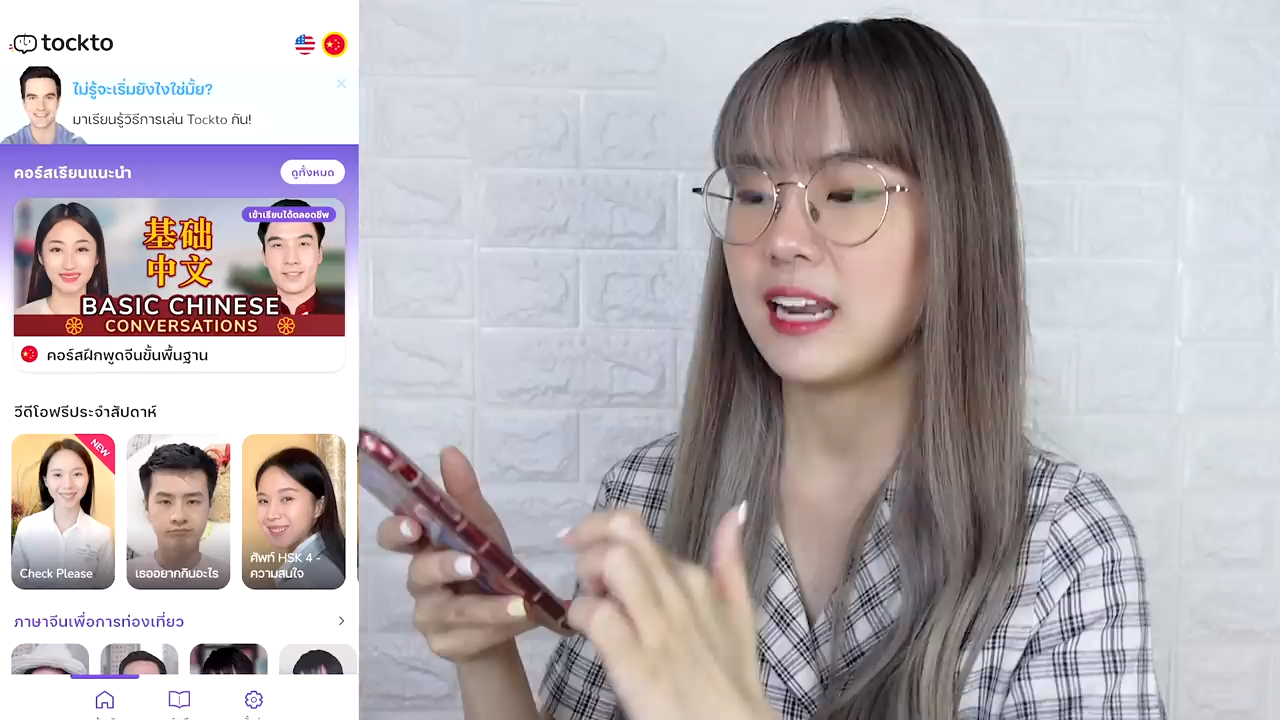 tockto
ไม่รู้จะเริ่มยังไงใช่มั้ย?
มาเรียนรู้วิธีการเล่น Tockto กัน!
คอร์สเรียนแนะนำ
ดูทั้งหมด
เข้าเรียนได้ตลอดชีพ
基础
中文
BASIC CHINESE
CONVERSATIONS
คอร์สฝึกพูดจีนขั้นพื้นฐาน
วีดีโอฟรีประจำสัปดาห์
NEW
Check Please
เธออยากกินอะไร
ศัพท์ HSK 4 -
ความสนใจ
ภาษาจีนเพื่อการท่องเที่ยว